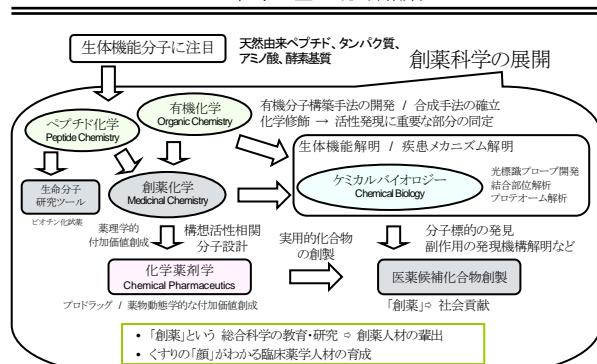 生体機能分子に注目
天然由来ペプチド、タンパク質、
アミノ酸、酵素基質
創薬科学の展開
ペプチド化学
Peptide Chemistry
有機化学
Organic Chemistry
有機分子構築手法の開発 / 合成手法の確立
化学修飾 → 活性発現に重要な部分の同定
生体機能解明 / 疾患メカニズム解明
生命分子
研究ツール
ビオチン化試薬
創薬化学
Medicinal Chemistry
ケミカルバイオロジー
Chemical Biology
光標識プローブ開発
結合部位解析
プロテオーム解析
薬理学的
付加価値創成
構想活性相関
分子設計
実用的化合物
の創製
分子標的の発見
副作用の発現機構解明など
化学薬剤学
Chemical Pharmaceutics
医薬候補化合物創製
プロドラッグ / 薬物動態学的な付加価値創成
「創薬」⇨ 社会貢献
• 「創薬」という 総合科学の教育・研究 ⇨ 創薬人材の輩出
• くすりの「顔」がわかる臨床薬学人材の育成